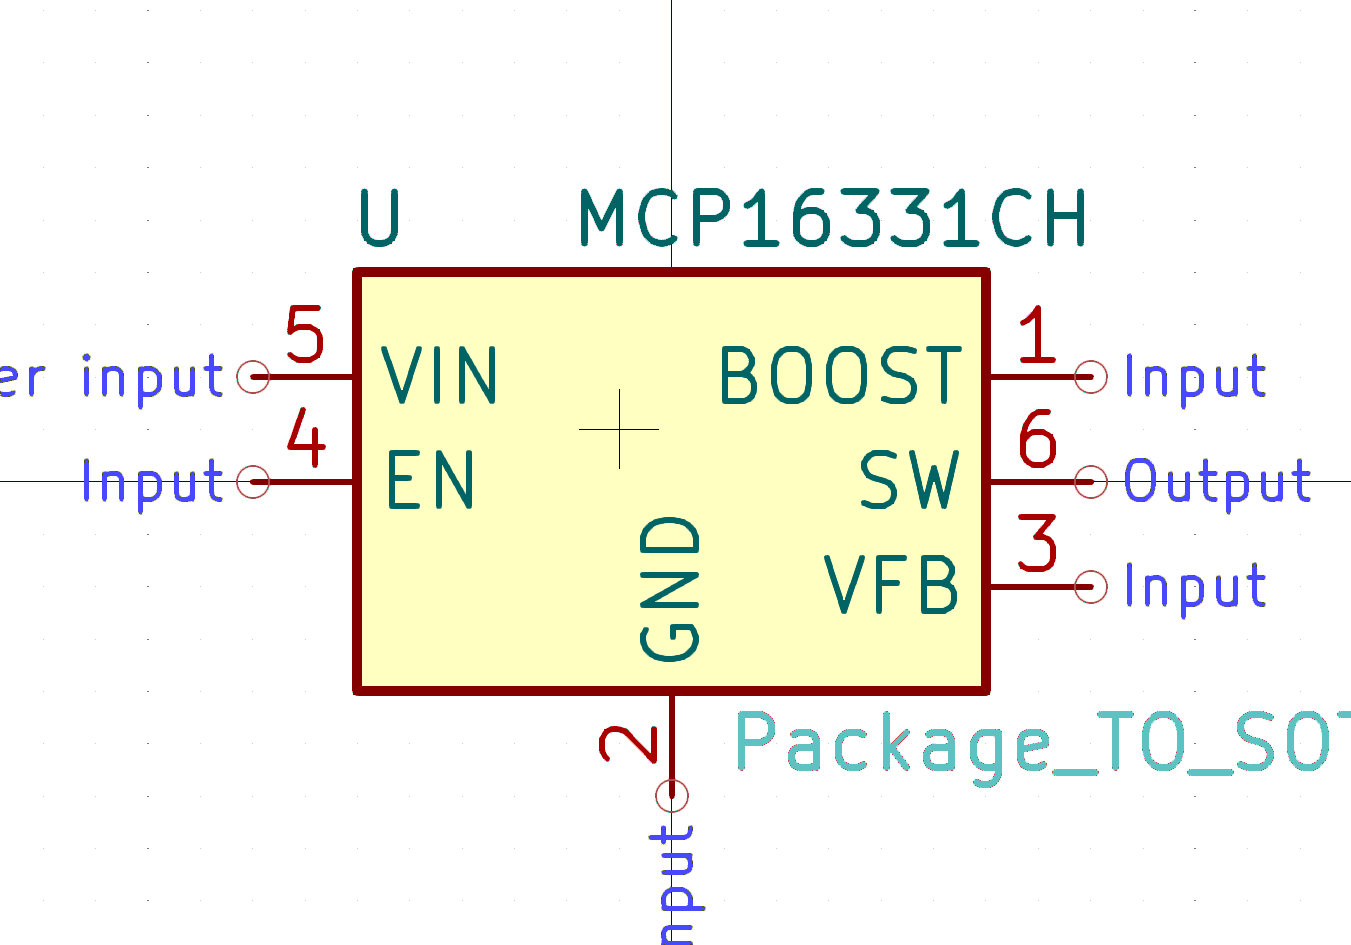 U MCP16331CH
5 1
er input VIN BOOST Input
4 6
Input EN SW Output
3
GND VFB Input
2 Package_TO_SOT
nput